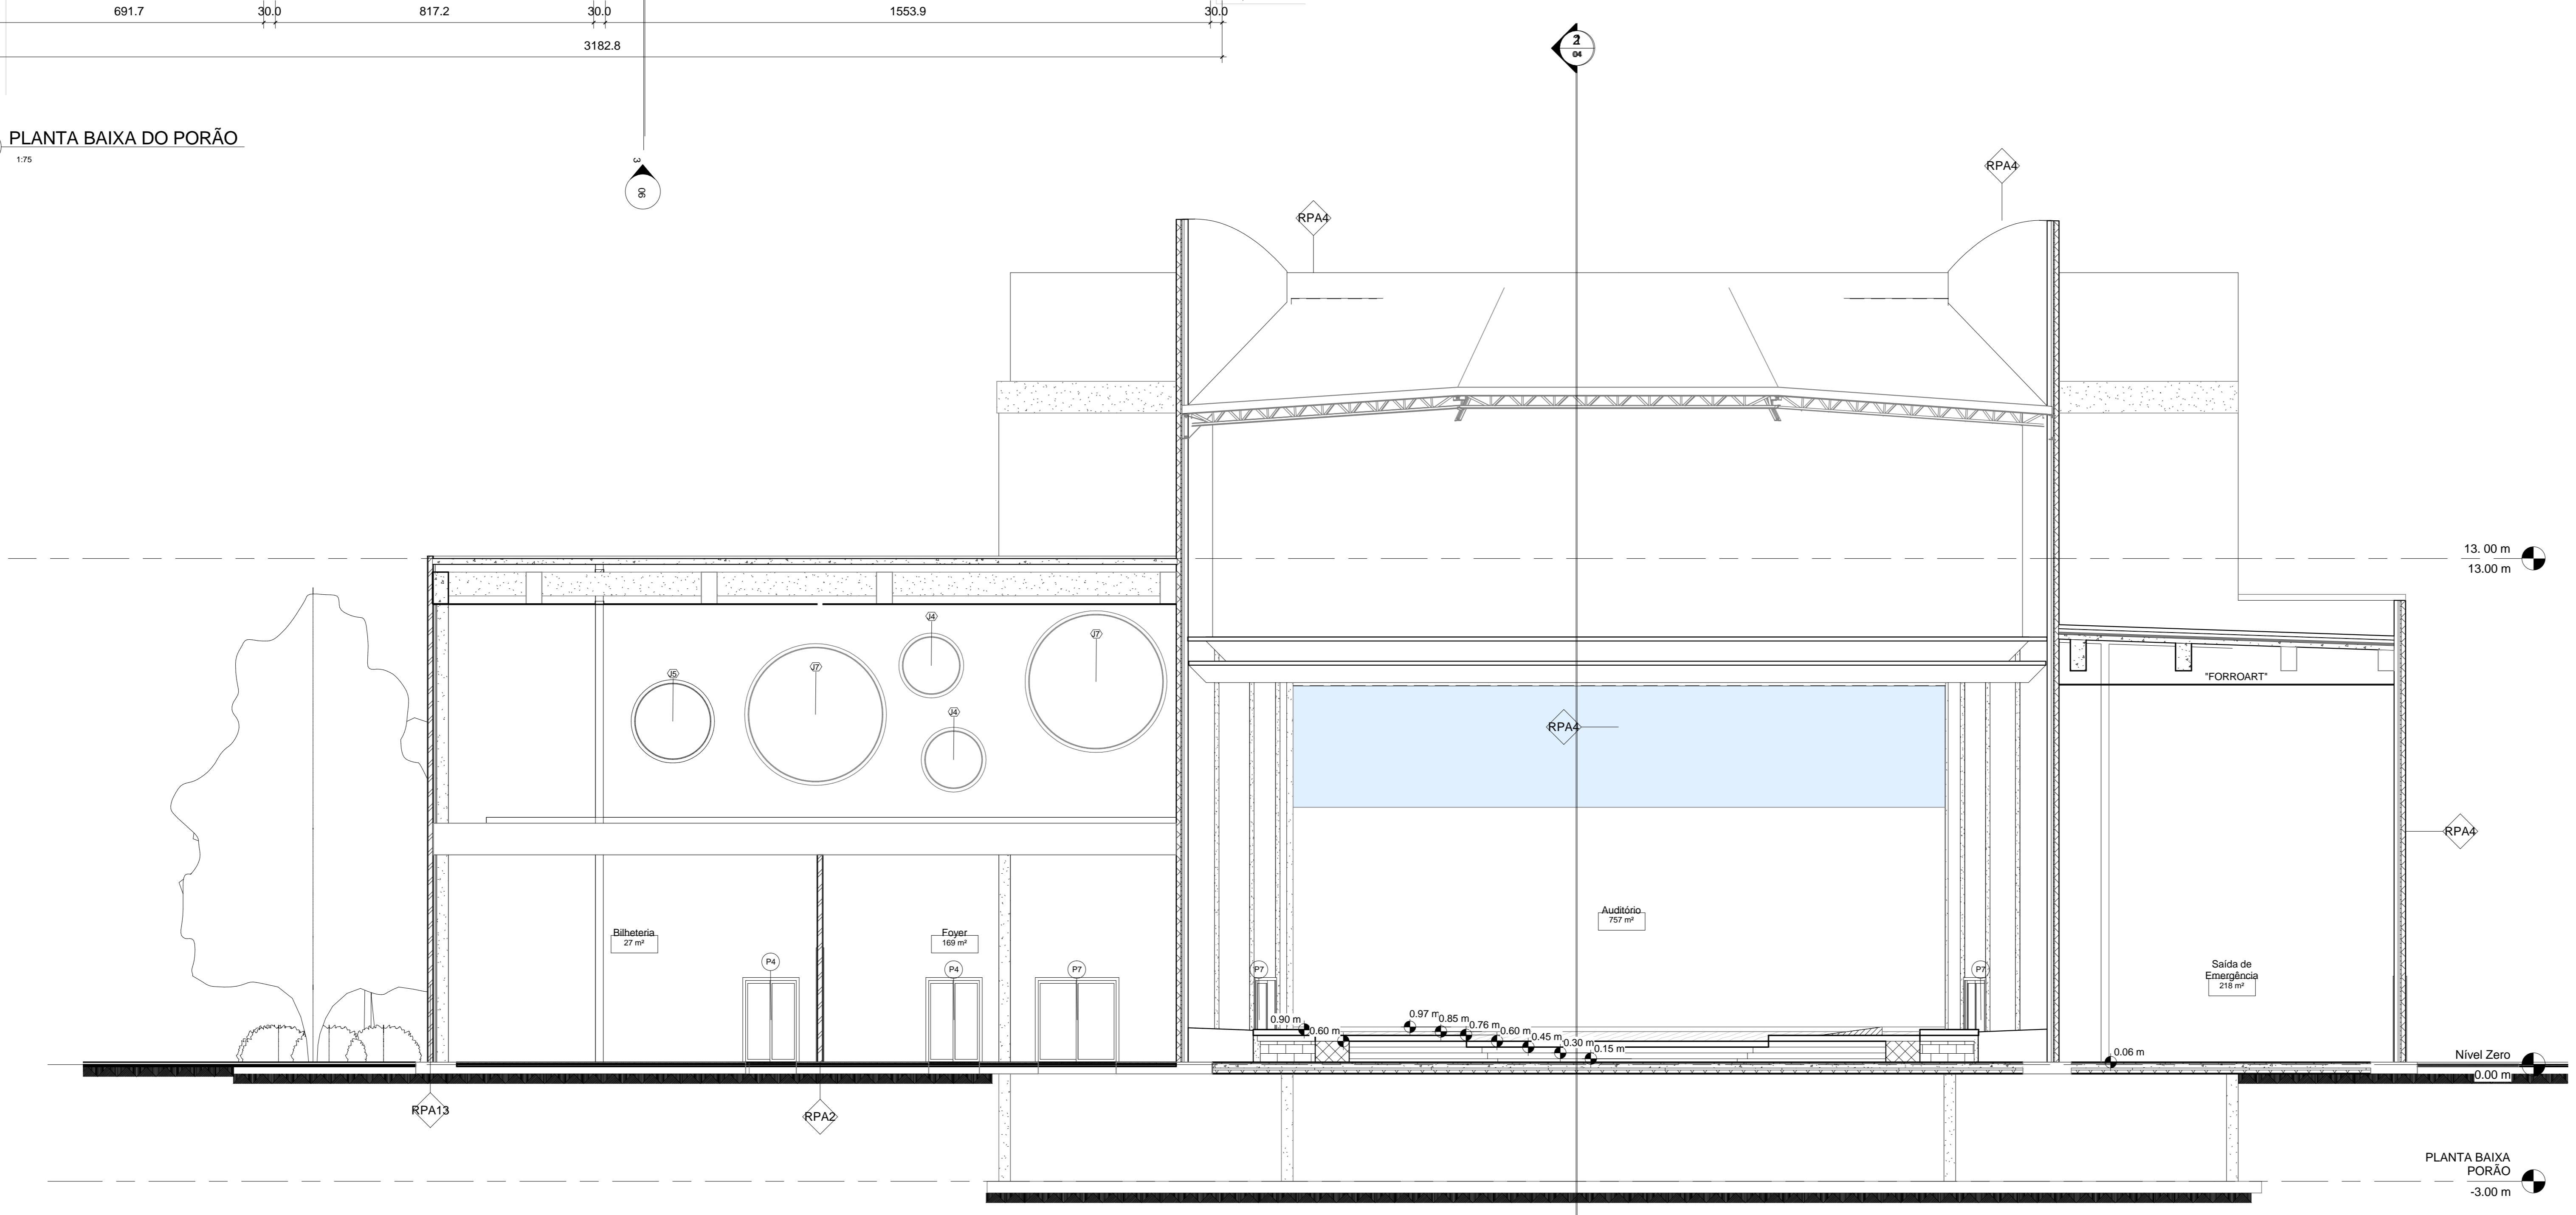 691.7
30.0
817.2
30.0
1553.9
30.0
3182.8
PLANTA BAIXA DO PORÃO
1:75
3
06
04
RPA4
RPA4
13. 00 m
13.00 m
J4
J7
J7
J5
J4
"FORROART"
RPA4
RPA4
Auditório
757 m²
Bilheteria
27 m²
Foyer
169 m²
P4
P4
P7
P7
P7
Saída de
Emergência
218 m²
0.90 m
0.60 m
0.97 m
0.85 m
0.76 m
0.60 m
0.45 m
0.30 m
0.15 m
0.06 m
Nível Zero
0.00 m
RPA13
RPA2
PLANTA BAIXA
PORÃO
-3.00 m